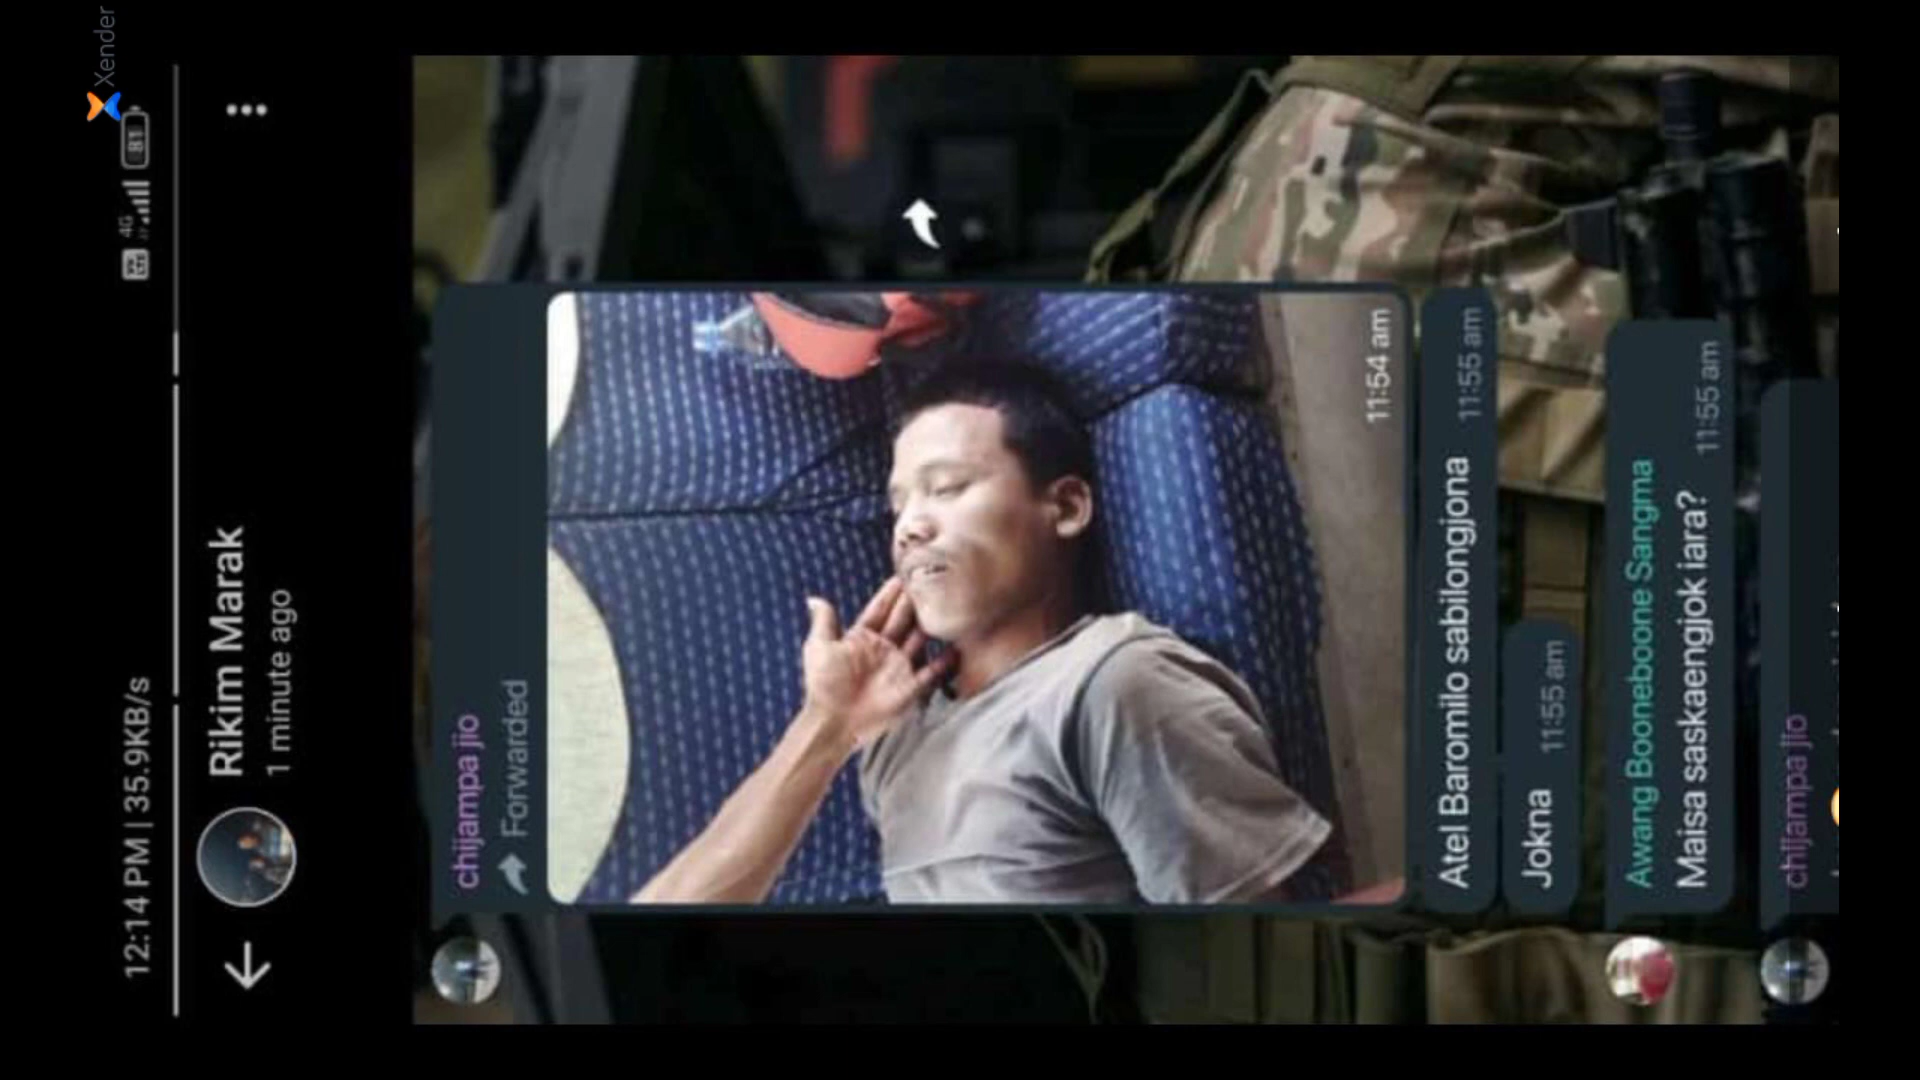 Xender
12:14 PM | 35.9KB/s
4G
81
Rikim Marak
1 minute ago
chijampa jio
Forwarded
11:54 am
Atel Baromilo sabilongjona 11:55 am
Jokna 11:55 am
Awang Booneboone Sangma
Maisa saskaengjok iara? 11:55 am
chijampa jio